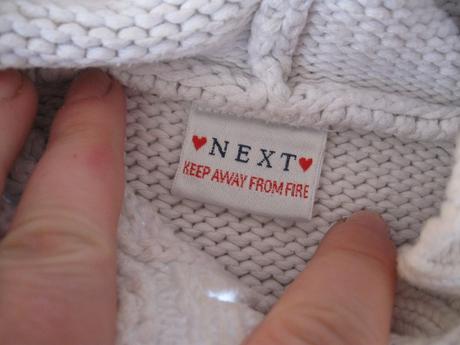 NEXT
KEEP AWAY FROM FIRE